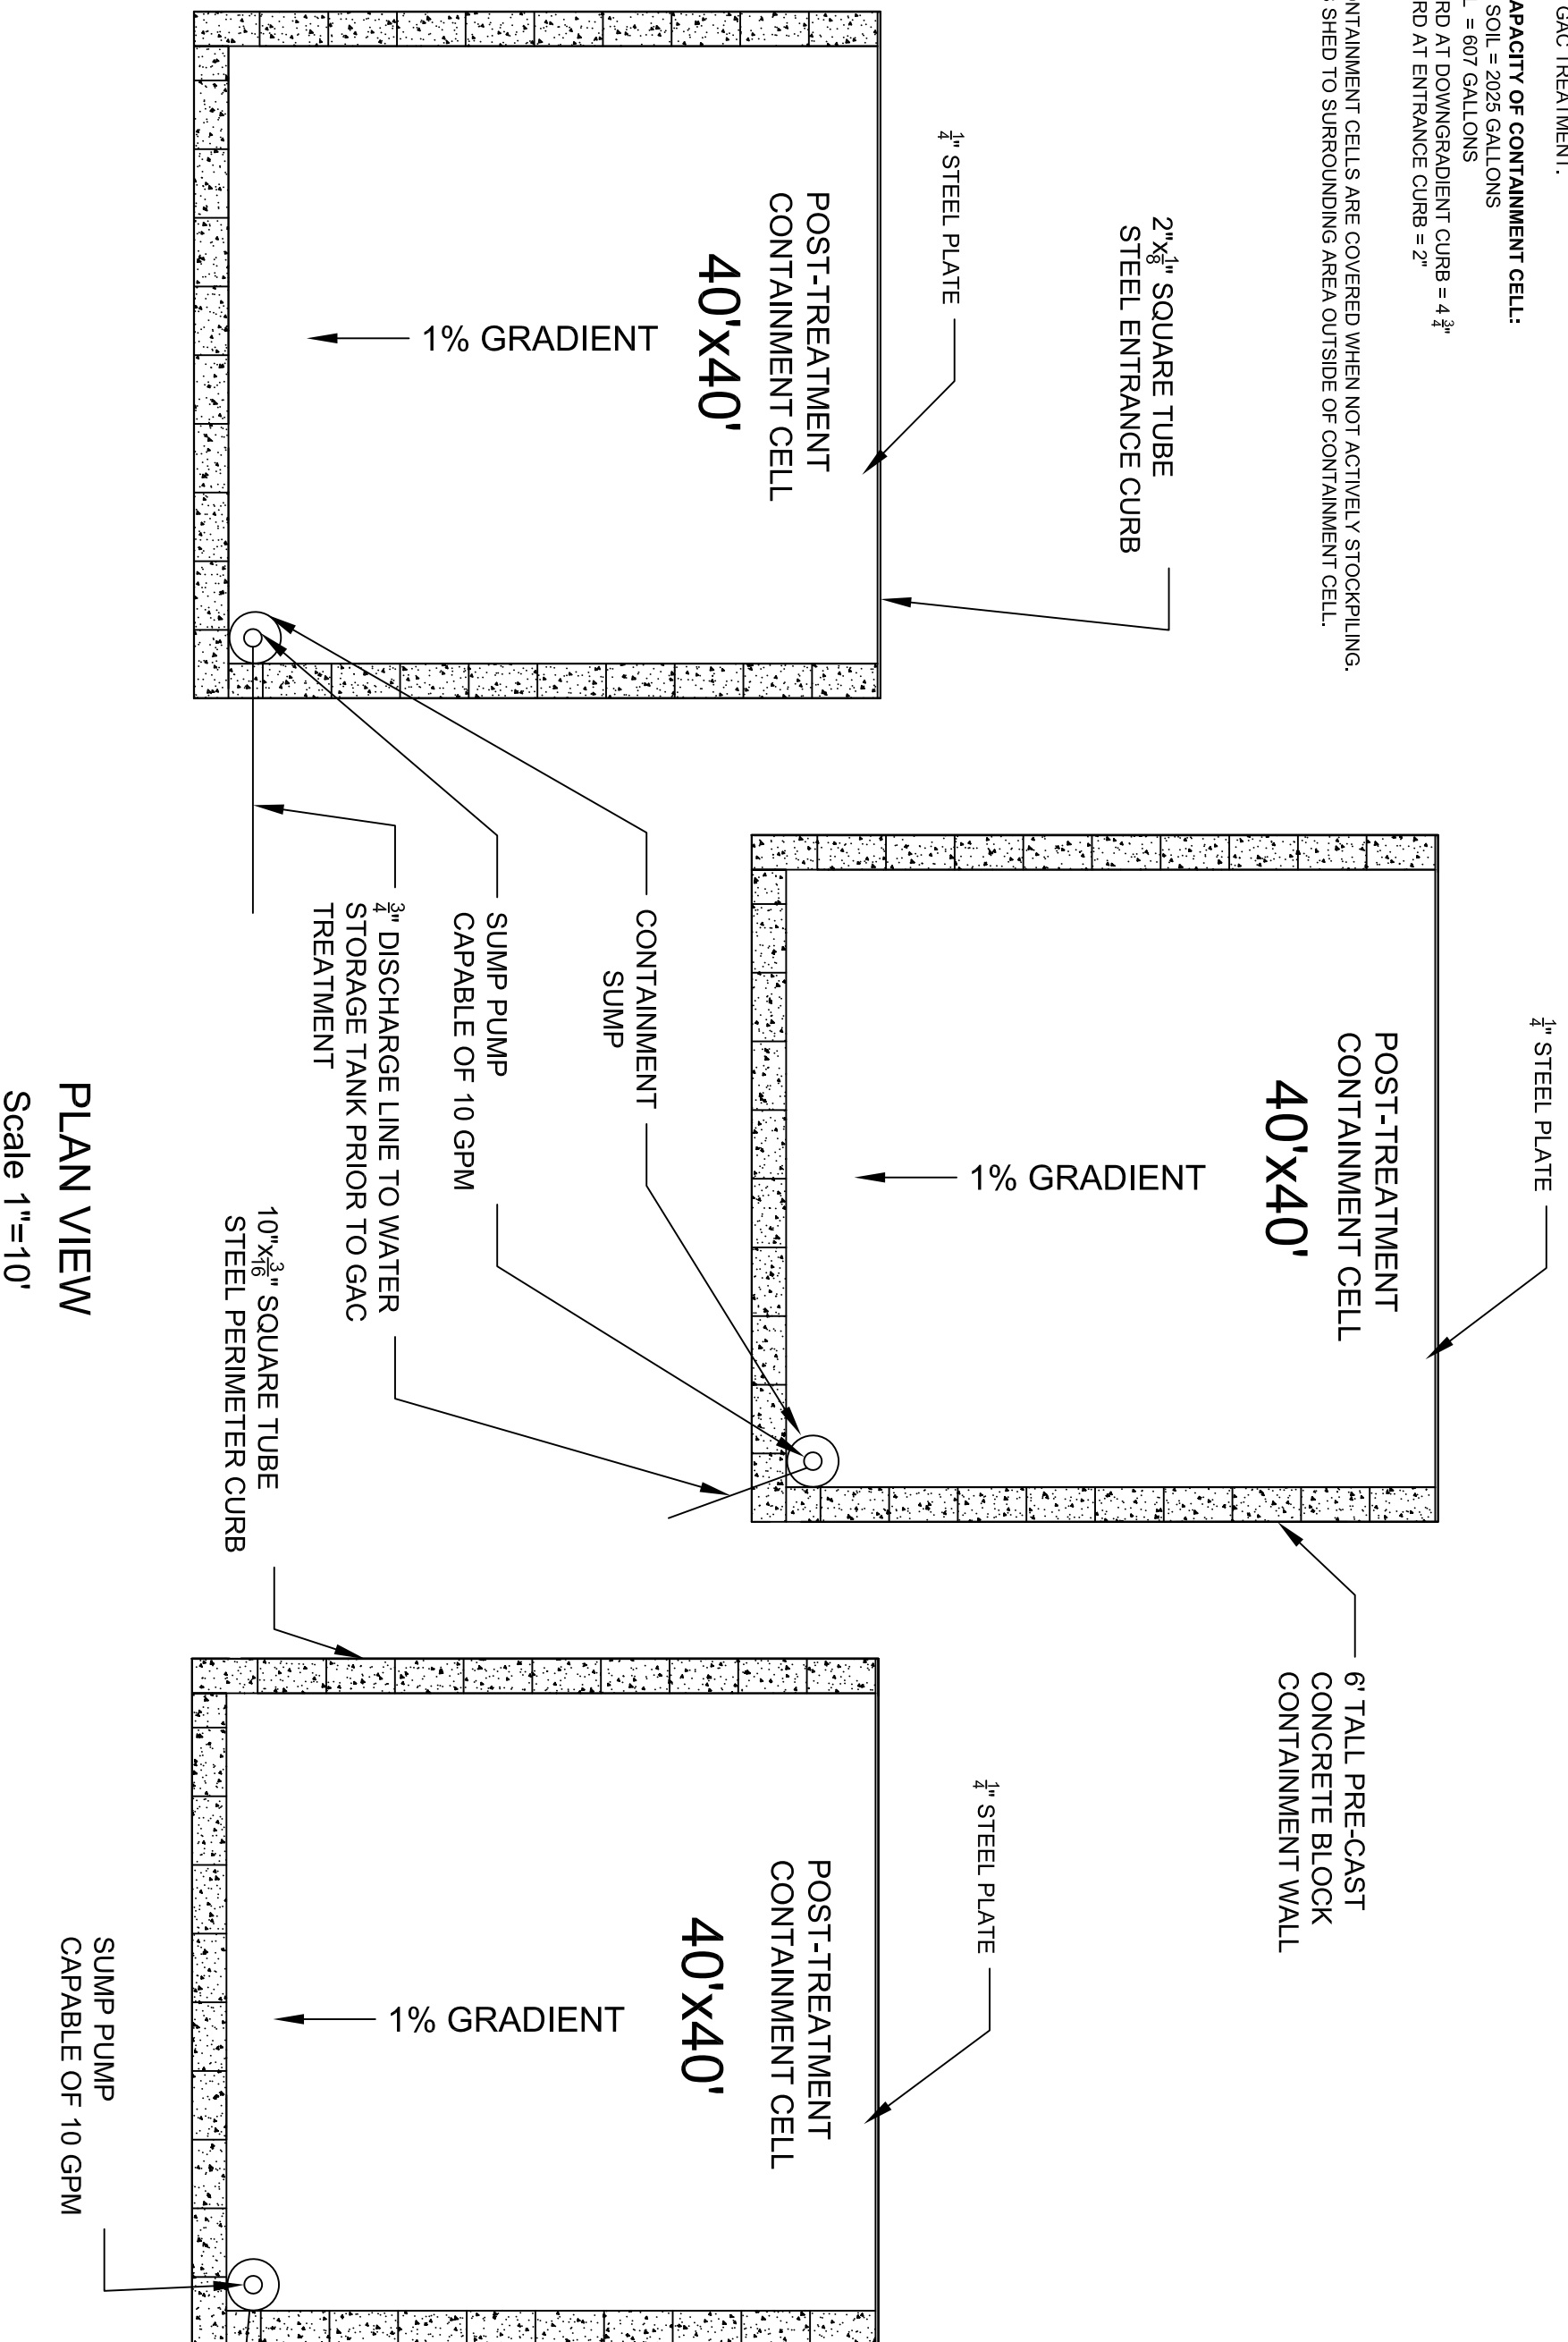 GAC TREATMENT.
APACITY OF CONTAINMENT CELL:
SOIL = 2025 GALLONS
L = 607 GALLONS
RD AT DOWNGRADIENT CURB = 4 3/4"
RD AT ENTRANCE CURB = 2"
ONTAINMENT CELLS ARE COVERED WHEN NOT ACTIVELY STOCKPILING.
S SHED TO SURROUNDING AREA OUTSIDE OF CONTAINMENT CELL.
2"x1/8" SQUARE TUBE
STEEL ENTRANCE CURB
1/4" STEEL PLATE
POST-TREATMENT
CONTAINMENT CELL
40'x40'
1% GRADIENT
1/4" STEEL PLATE
POST-TREATMENT
CONTAINMENT CELL
40'x40'
1% GRADIENT
6' TALL PRE-CAST
CONCRETE BLOCK
CONTAINMENT WALL
1/4" STEEL PLATE
POST-TREATMENT
CONTAINMENT CELL
40'x40'
1% GRADIENT
CONTAINMENT
SUMP
SUMP PUMP
CAPABLE OF 10 GPM
3/4" DISCHARGE LINE TO WATER
STORAGE TANK PRIOR TO GAC
TREATMENT
10"x3/16" SQUARE TUBE
STEEL PERIMETER CURB
SUMP PUMP
CAPABLE OF 10 GPM
PLAN VIEW
Scale 1"=10'